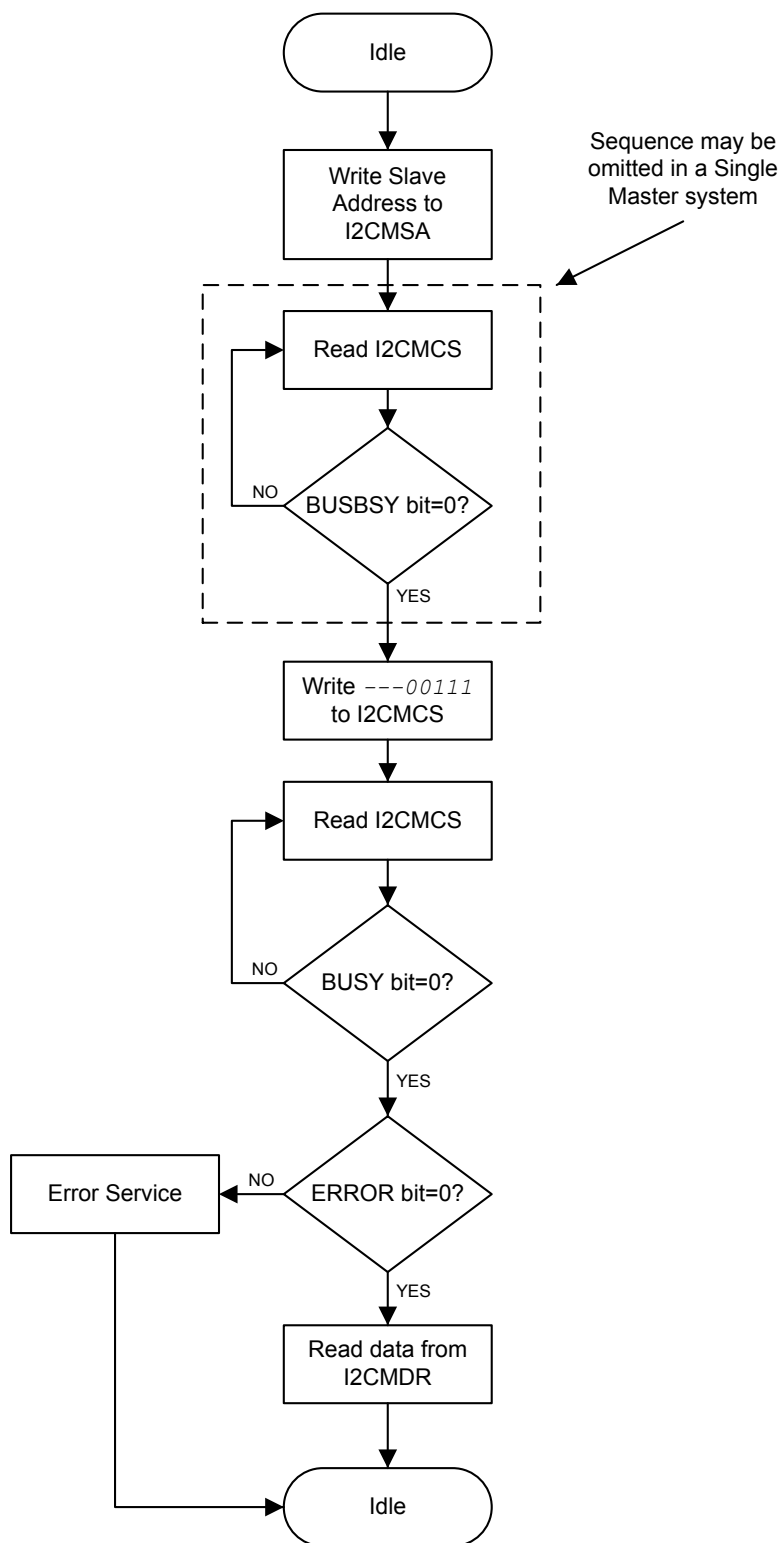 Idle
Sequence may be
omitted in a Single
Master system
Write Slave
Address to
I2CMSA
Read I2CMCS
NO
BUSBSY bit=0?
YES
Write ---00111
to I2CMCS
Read I2CMCS
NO
BUSY bit=0?
YES
Error Service
NO
ERROR bit=0?
YES
Read data from
I2CMDR
Idle